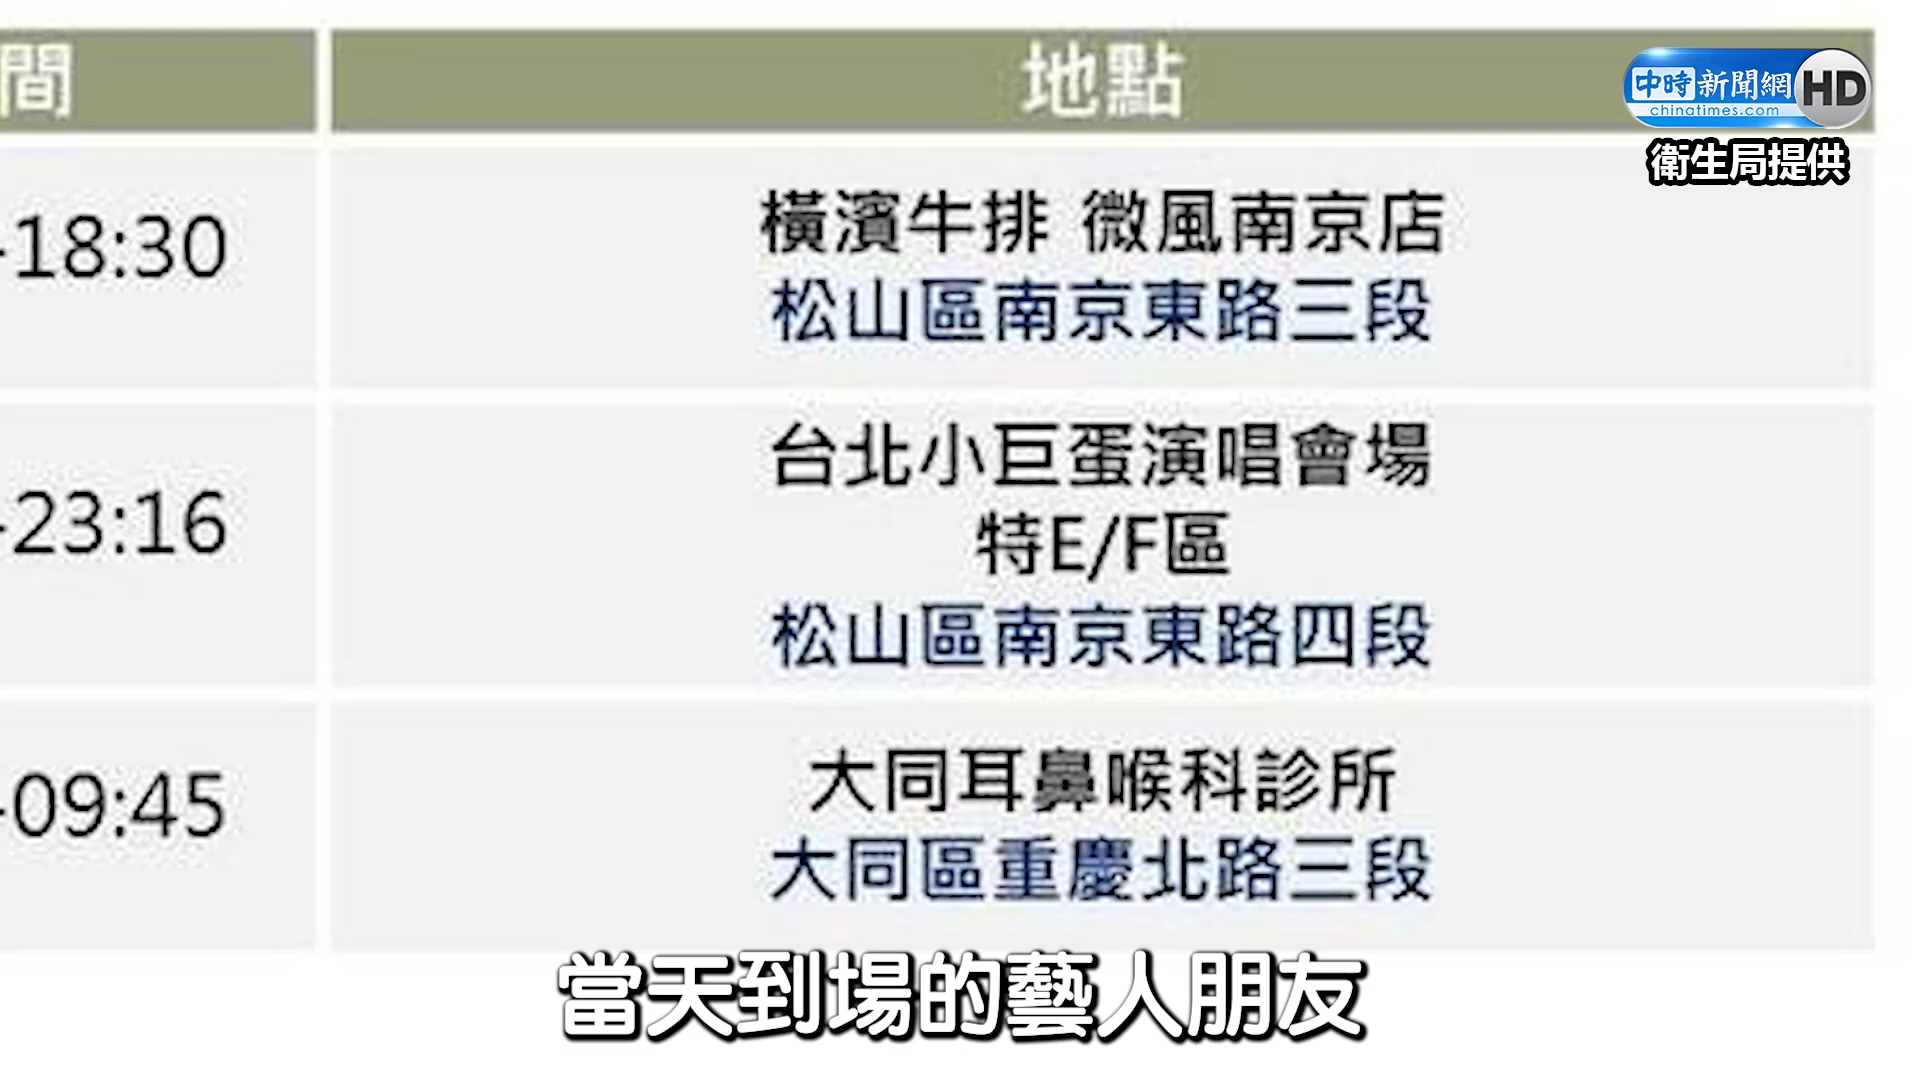 間
地點
中時新聞網 HD
chinatimes.com
衛生局提供
-18:30
橫濱牛排 微風南京店
松山區南京東路三段
-23:16
台北小巨蛋演唱會場
特E/F區
松山區南京東路四段
-09:45
大同耳鼻喉科診所
大同區重慶北路三段
當天到場的藝人朋友